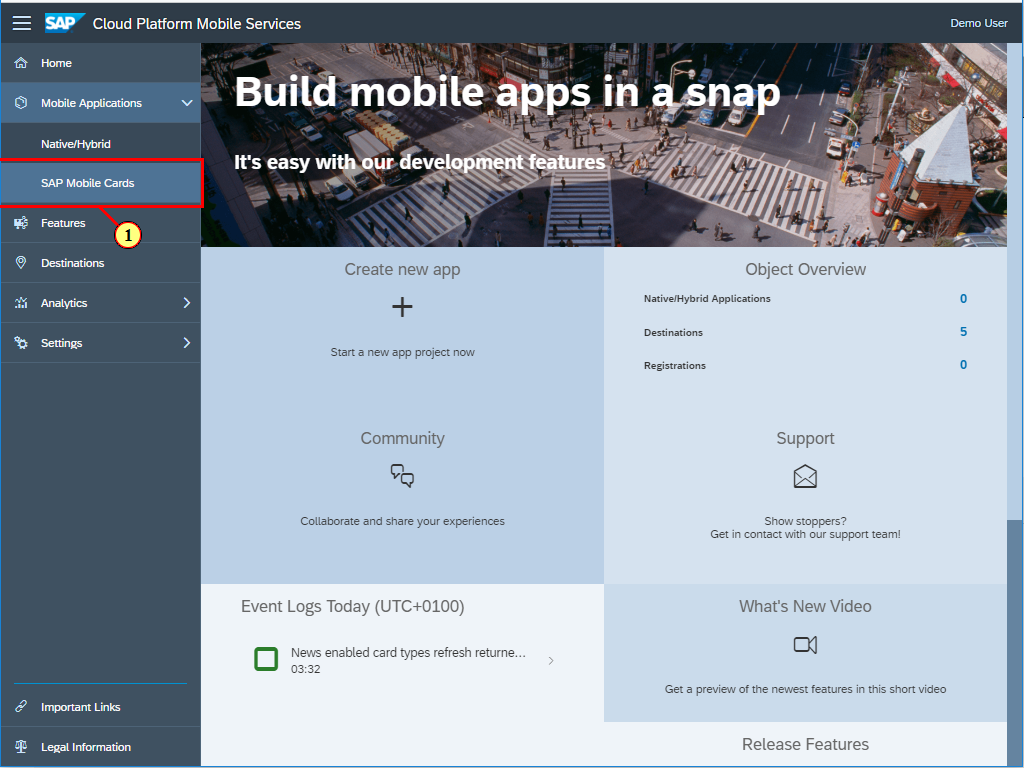 SAP Cloud Platform Mobile Services
Demo User
Home
Mobile Applications
Native/Hybrid
SAP Mobile Cards
1
Features
Destinations
Analytics
Settings
Important Links
Legal Information
Build mobile apps in a snap
It's easy with our development features
Create new app
Start a new app project now
Object Overview
Native/Hybrid Applications 0
Destinations 5
Registrations 0
Community
Collaborate and share your experiences
Support
Show stoppers?
Get in contact with our support team!
Event Logs Today (UTC+0100)
News enabled card types refresh returne...
03:32
What's New Video
Get a preview of the newest features in this short video
Release Features